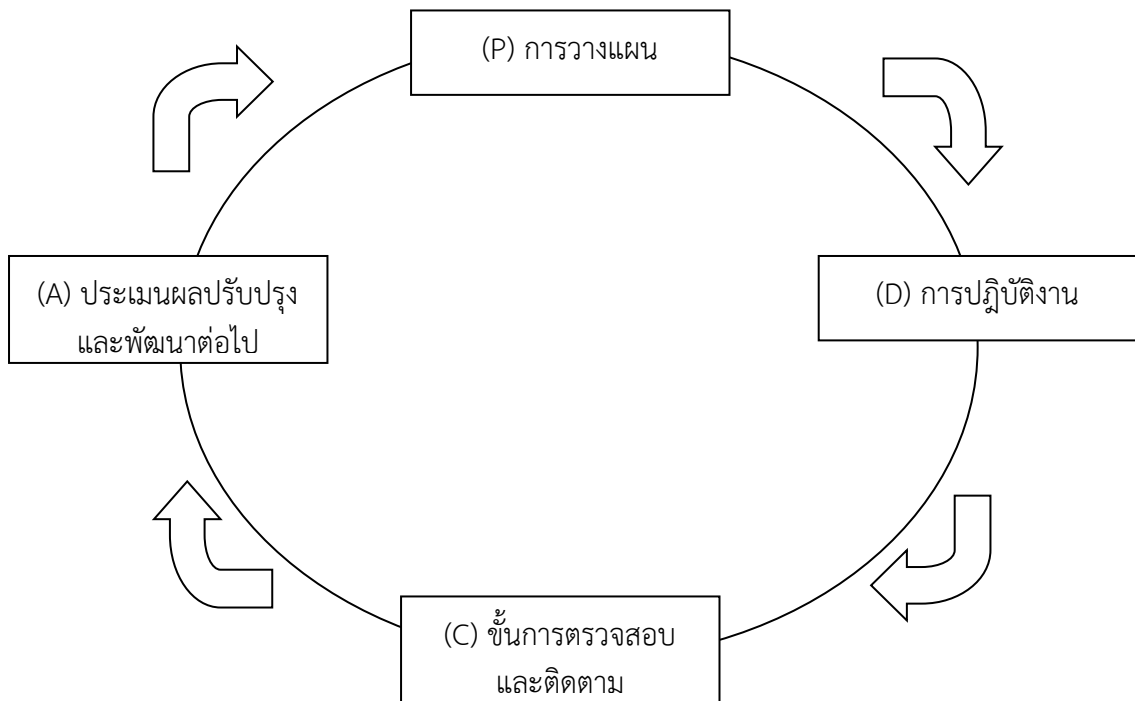 (P) การวางแผน
(D) การปฎิบัติงาน
(C) ขั้นการตรวจสอบ
และติดตาม
(A) ประเมนผลปรับปรุง
และพัฒนาต่อไป